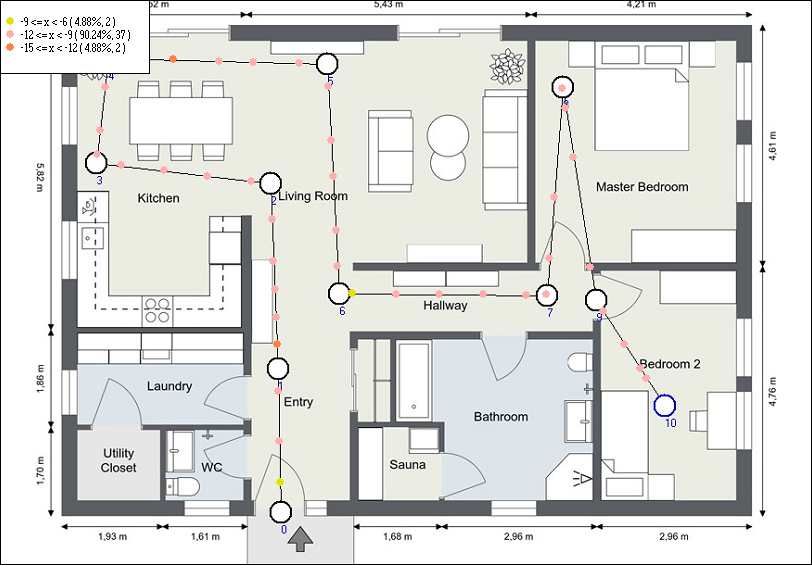 -9 <= x < -6 ( 4.88%, 2 )
-12 <= x < -9 ( 90.24%, 37 )
-15 <= x < -12 ( 4.88%, 2 )
52 m
5,43 m
4,21 m
4
5
8
3
2
Kitchen
Living Room
Master Bedroom
5,82 m
4,61 m
6
7
9
Hallway
Bedroom 2
1
Laundry
Entry
10
Bathroom
1,86 m
4,76 m
Utility
Closet
WC
Sauna
1,70 m
0
1,93 m
1,61 m
1,68 m
2,96 m
2,96 m